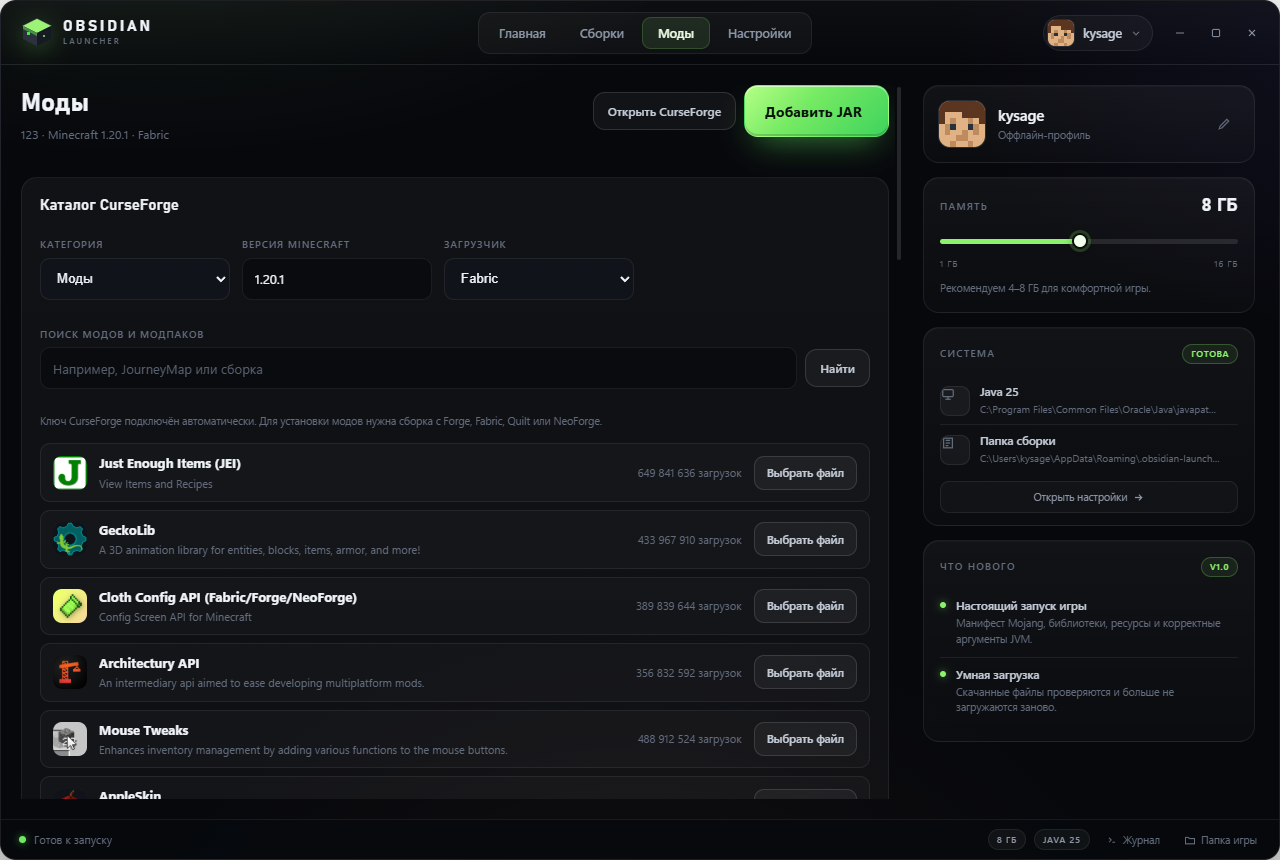 OBSIDIAN
LAUNCHER
Главная
Сборки
Моды
Настройки
kysage
Моды
123 · Minecraft 1.20.1 · Fabric
Открыть CurseForge
Добавить JAR
Каталог CurseForge
КАТЕГОРИЯ
ВЕРСИЯ MINECRAFT
ЗАГРУЗЧИК
Моды
1.20.1
Fabric
ПОИСК МОДОВ И МОДПАКОВ
Например, JourneyMap или сборка
Найти
Ключ CurseForge подключён автоматически. Для установки модов нужна сборка с Forge, Fabric, Quilt или NeoForge.
Just Enough Items (JEI)
View Items and Recipes
649 841 636 загрузок
Выбрать файл
GeckoLib
A 3D animation library for entities, blocks, items, armor, and more!
433 967 910 загрузок
Выбрать файл
Cloth Config API (Fabric/Forge/NeoForge)
Config Screen API for Minecraft
389 839 644 загрузок
Выбрать файл
Architectury API
An intermediary api aimed to ease developing multiplatform mods.
356 832 592 загрузок
Выбрать файл
Mouse Tweaks
Enhances inventory management by adding various functions to the mouse buttons.
488 912 524 загрузок
Выбрать файл
AppleSkin
kysage
Оффлайн-профиль
ПАМЯТЬ
8 ГБ
1 ГБ
16 ГБ
Рекомендуем 4–8 ГБ для комфортной игры.
СИСТЕМА
ГОТОВА
Java 25
C:\Program Files\Common Files\Oracle\Java\javapat...
Папка сборки
C:\Users\kysage\AppData\Roaming\.obsidian-launch...
Открыть настройки →
ЧТО НОВОГО
V1.0
Настоящий запуск игры
Манифест Mojang, библиотеки, ресурсы и корректные
аргументы JVM.
Умная загрузка
Скачанные файлы проверяются и больше не
загружаются заново.
Готов к запуску
8 ГБ
JAVA 25
Журнал
Папка игры